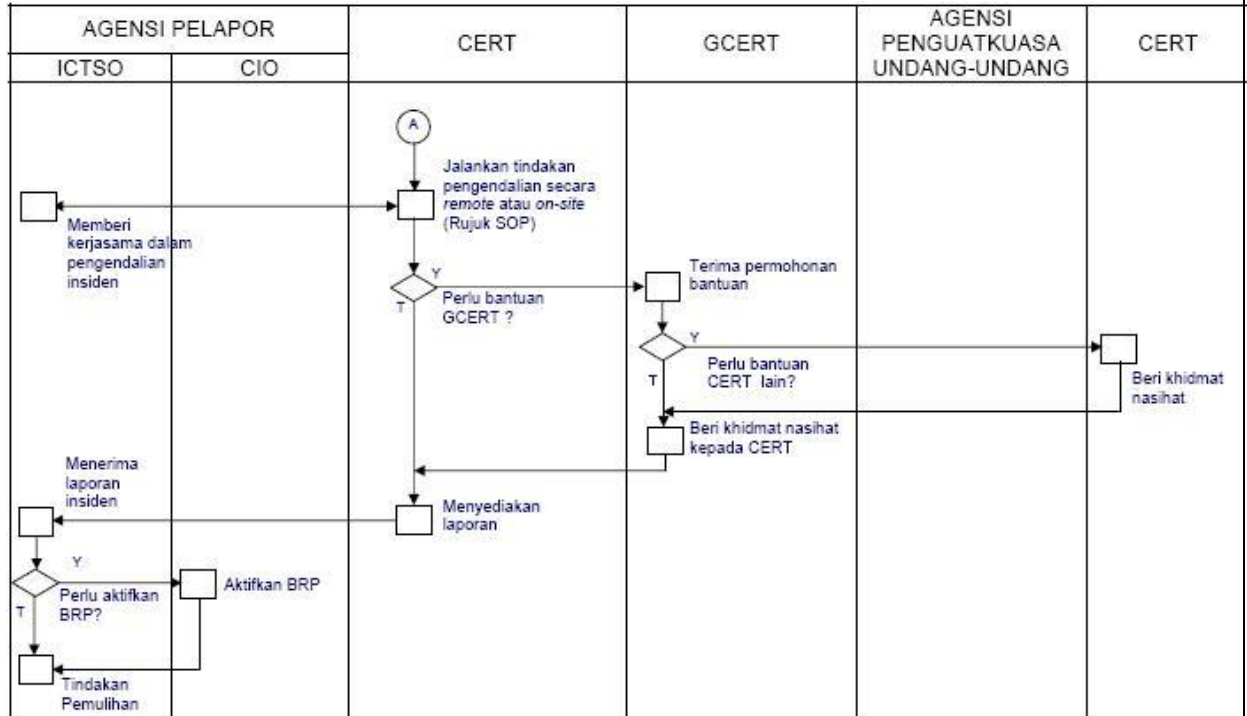 AGENSI PELAPOR
ICTSO
CIO
CERT
GCERT
AGENSI
PENGUATKUASA
UNDANG-UNDANG
CERT
A
Jalankan tindakan
pengendalian secara
remote atau on-site
(Rujuk SOP)
Memberi
kerjasama dalam
pengendalian
insiden
Y
T
Perlu bantuan
GCERT ?
Terima permohonan
bantuan
Y
T
Perlu bantuan
CERT lain?
Beri khidmat
nasihat
Beri khidmat nasihat
kepada CERT
Menerima
laporan
insiden
Menyediakan
laporan
Y
T
Perlu aktifkan
BRP?
Aktifkan BRP
Tindakan
Pemulihan